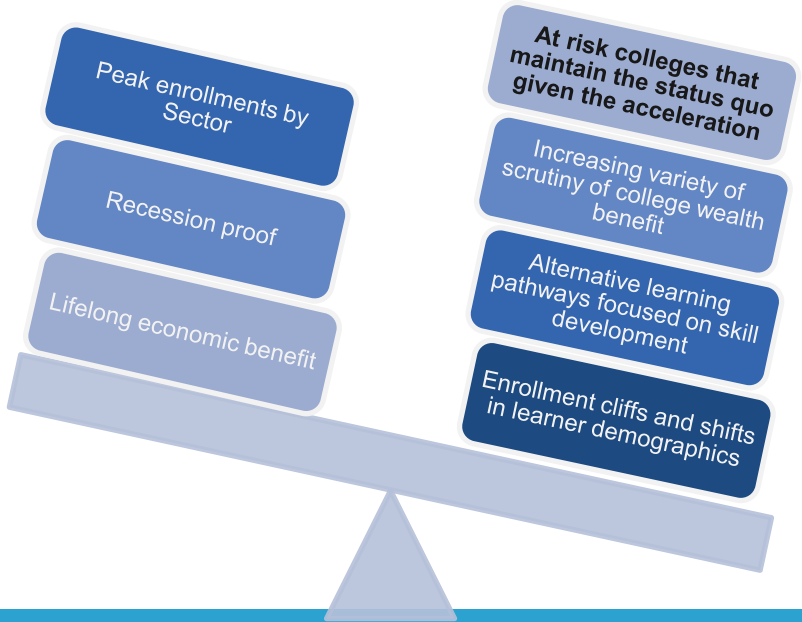 Peak enrollments by
Sector
Recession proof
Lifelong economic benefit
At risk colleges that
maintain the status quo
given the acceleration
Increasing variety of
scrutiny of college wealth
benefit
Alternative learning
pathways focused on skill
development
Enrollment cliffs and shifts
in learner demographics